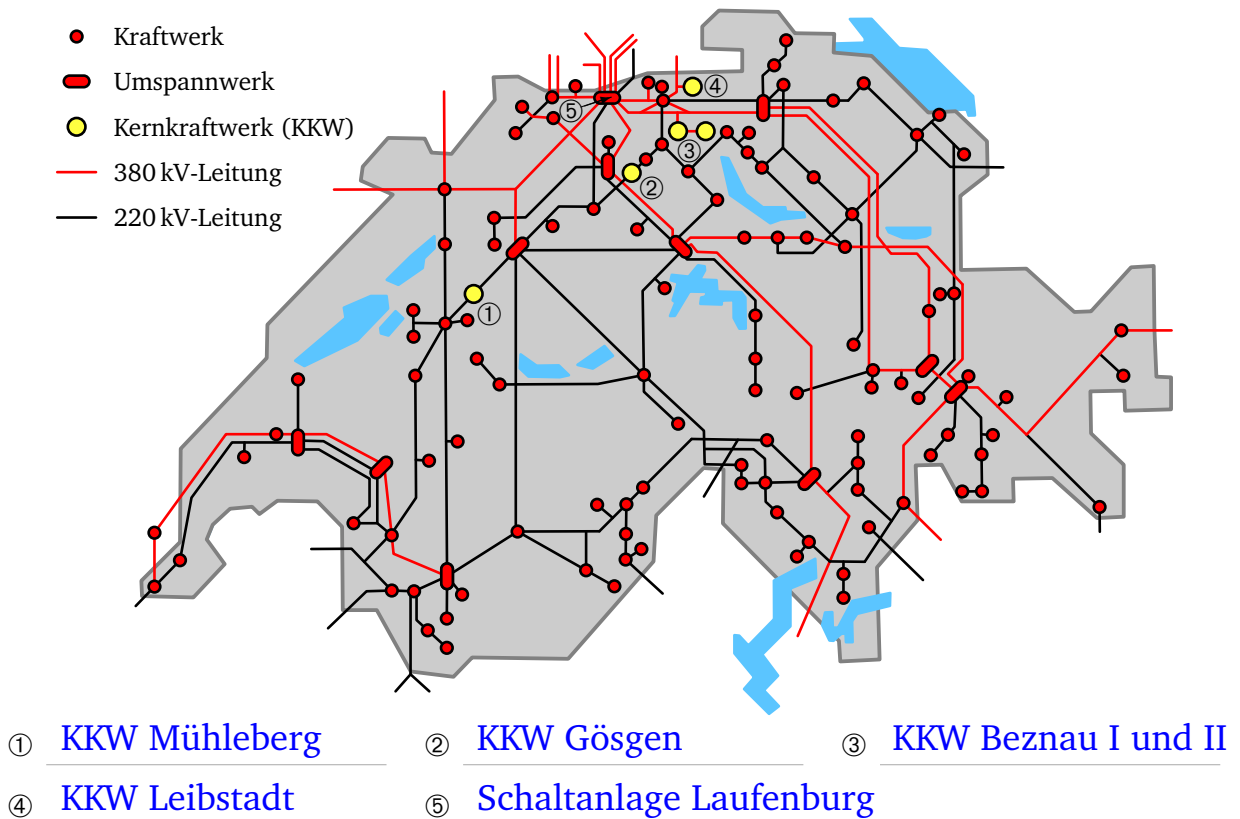 Kraftwerk
Umspannwerk
Kernkraftwerk (KKW)
380 kV-Leitung
220 kV-Leitung
④
⑤
③
②
①
① KKW Mühleberg ② KKW Gösgen ③ KKW Beznau I und II
④ KKW Leibstadt ⑤ Schaltanlage Laufenburg